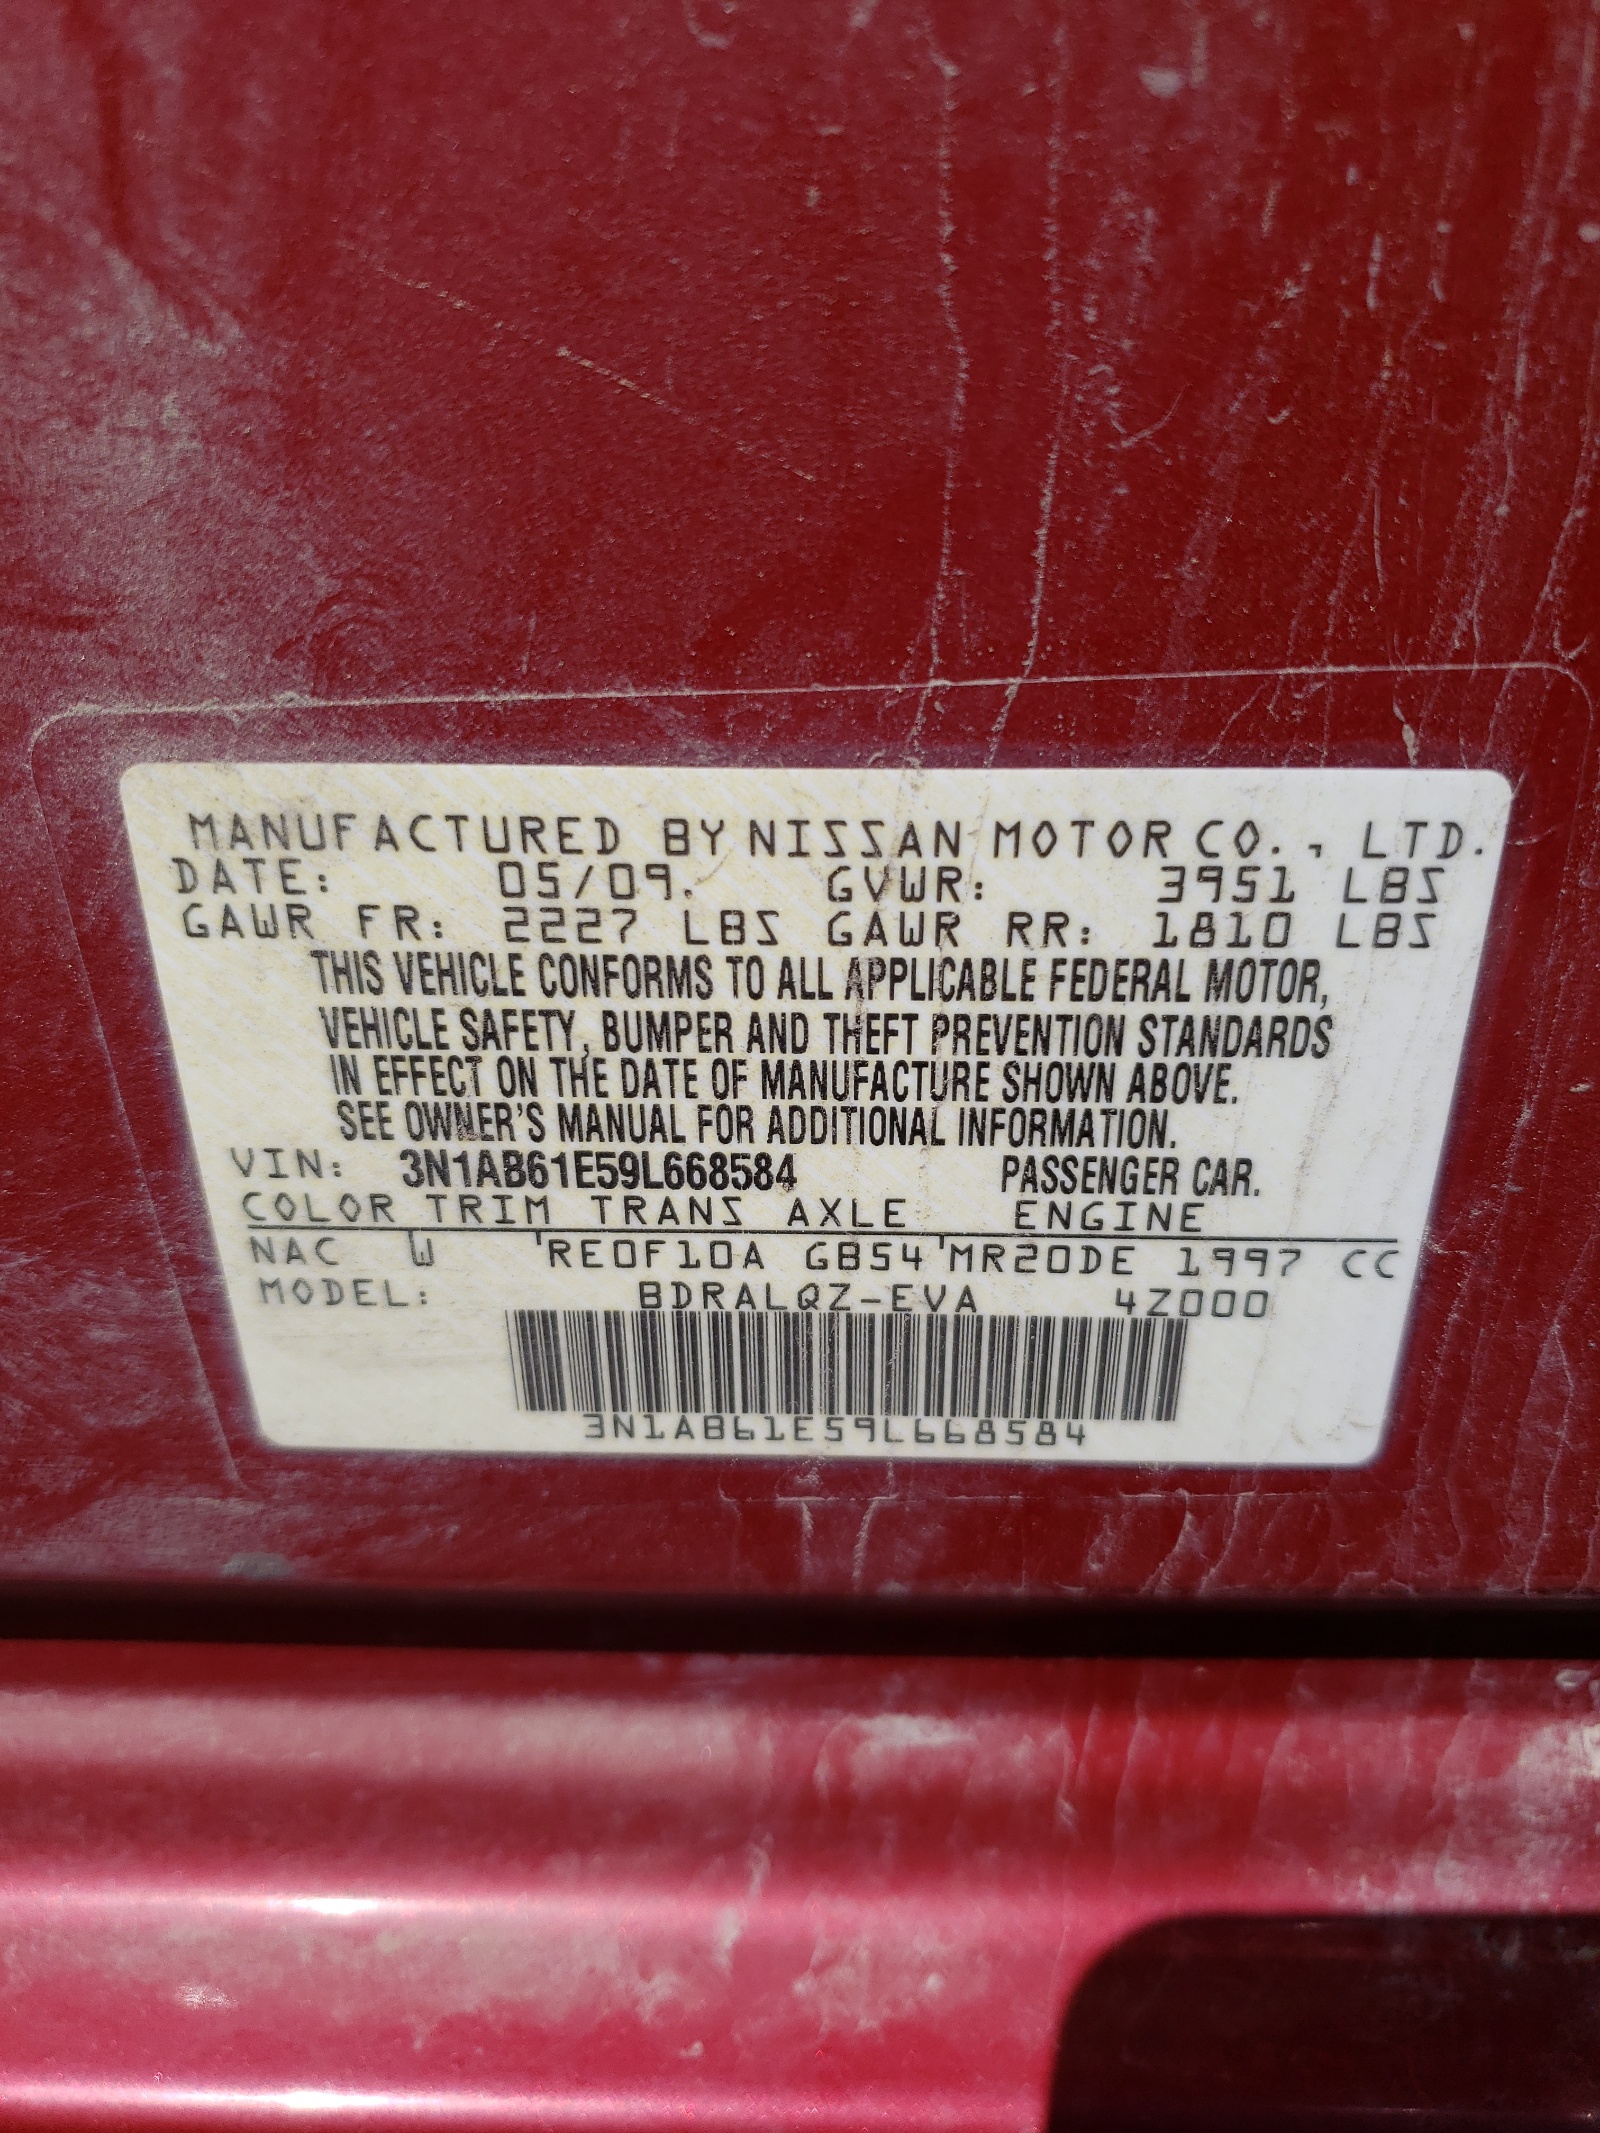 MANUFACTURED BY NISSAN MOTOR CO., LTD.
DATE: 05/09. GVWR: 3951 LBS
GAWR FR: 2227 LBS GAWR RR: 1810 LBS
THIS VEHICLE CONFORMS TO ALL APPLICABLE FEDERAL MOTOR,
VEHICLE SAFETY, BUMPER AND THEFT PREVENTION STANDARDS
IN EFFECT ON THE DATE OF MANUFACTURE SHOWN ABOVE.
SEE OWNER'S MANUAL FOR ADDITIONAL INFORMATION.
VIN: 3N1AB61E59L668584 PASSENGER CAR.
COLOR TRIM TRANS AXLE ENGINE
NAC W 'RE0F10A GB54'MR20DE 1997 CC
MODEL: BDRALQZ-EVA 4Z000
3N1AB61E59L668584